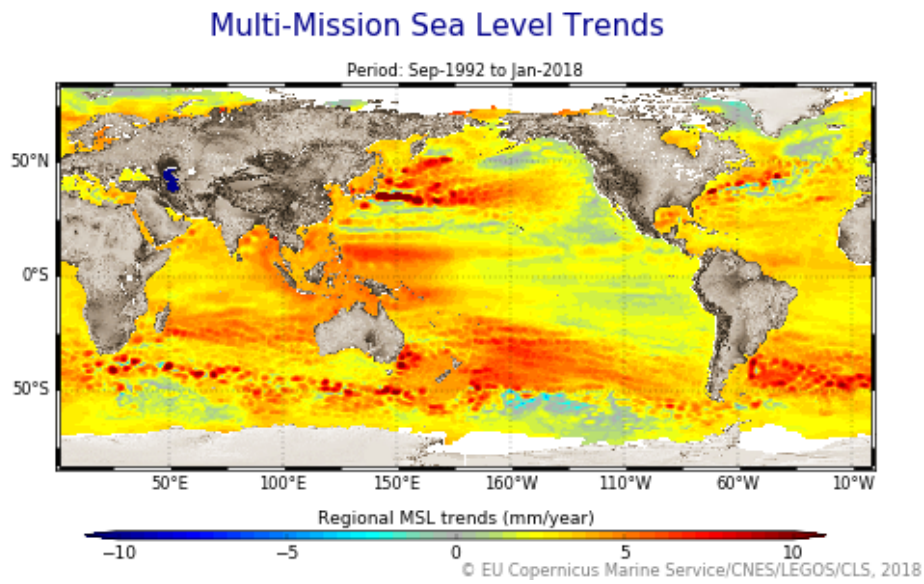 Multi-Mission Sea Level Trends
Period: Sep-1992 to Jan-2018
50°N
0°S
50°S
50°E 100°E 150°E 160°W 110°W 60°W 10°W
Regional MSL trends (mm/year)
−10 −5 0 5 10
© EU Copernicus Marine Service/CNES/LEGOS/CLS, 2018